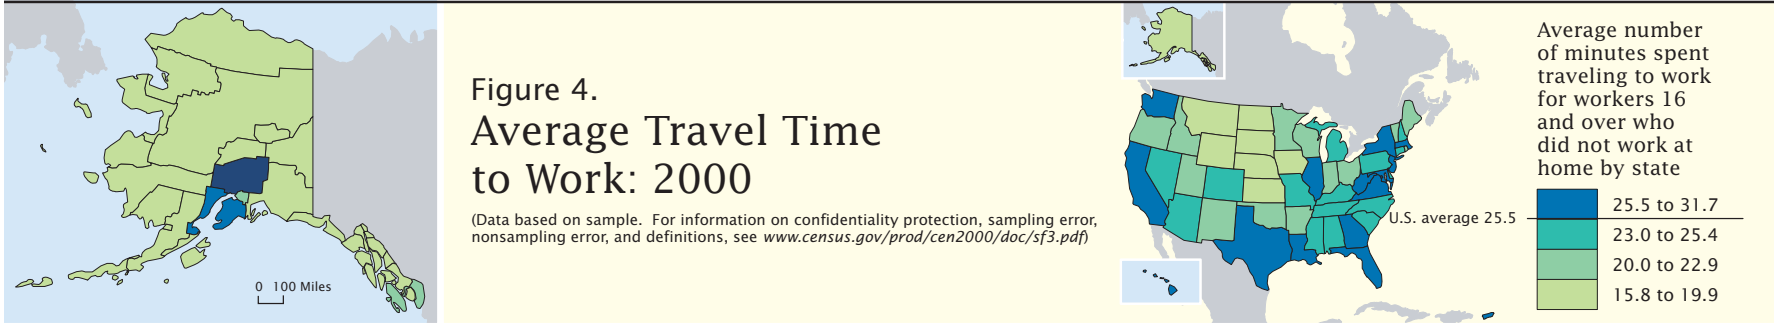 0 100 Miles
Figure 4.
Average Travel Time
to Work: 2000
(Data based on sample. For information on confidentiality protection, sampling error,
nonsampling error, and definitions, see www.census.gov/prod/cen2000/doc/sf3.pdf)
Average number
of minutes spent
traveling to work
for workers 16
and over who
did not work at
home by state
25.5 to 31.7
U.S. average 25.5
23.0 to 25.4
20.0 to 22.9
15.8 to 19.9